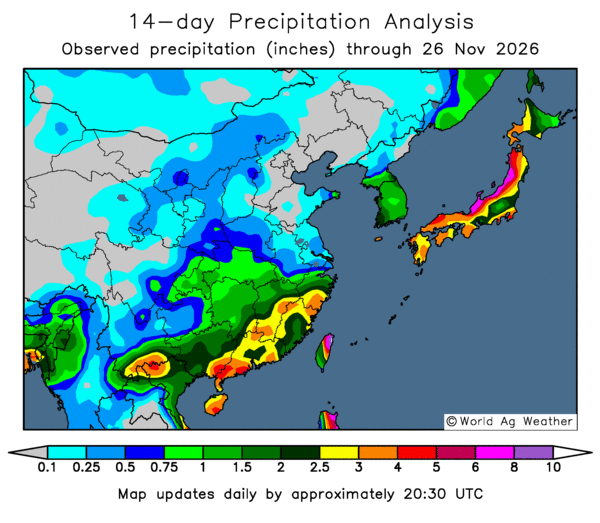 14-day Precipitation Analysis
Observed precipitation (inches) through 26 Nov 2026
© World Ag Weather
0.1 0.25 0.5 0.75 1 1.5 2 2.5 3 4 5 6 8 10
Map updates daily by approximately 20:30 UTC